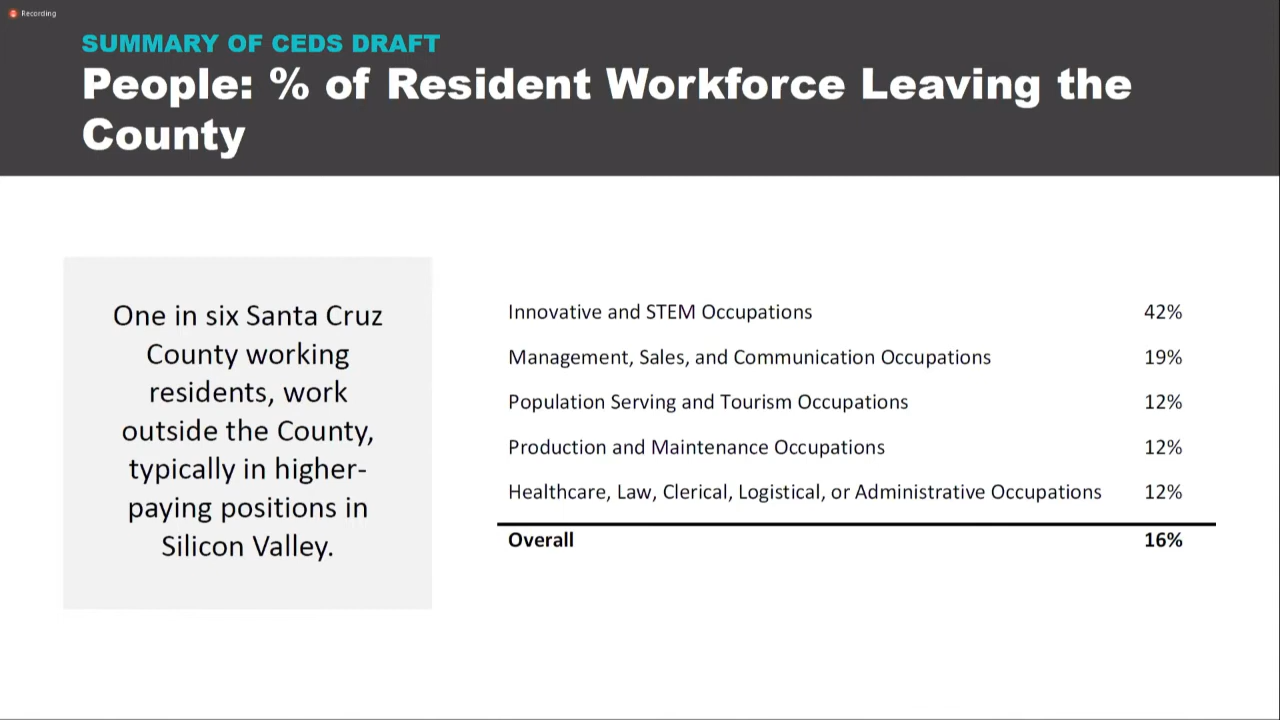 Recording
SUMMARY OF CEDS DRAFT
People: % of Resident Workforce Leaving the
County
One in six Santa Cruz
County working
residents, work
outside the County,
typically in higher-
paying positions in
Silicon Valley.
Innovative and STEM Occupations 42%
Management, Sales, and Communication Occupations 19%
Population Serving and Tourism Occupations 12%
Production and Maintenance Occupations 12%
Healthcare, Law, Clerical, Logistical, or Administrative Occupations 12%
Overall 16%